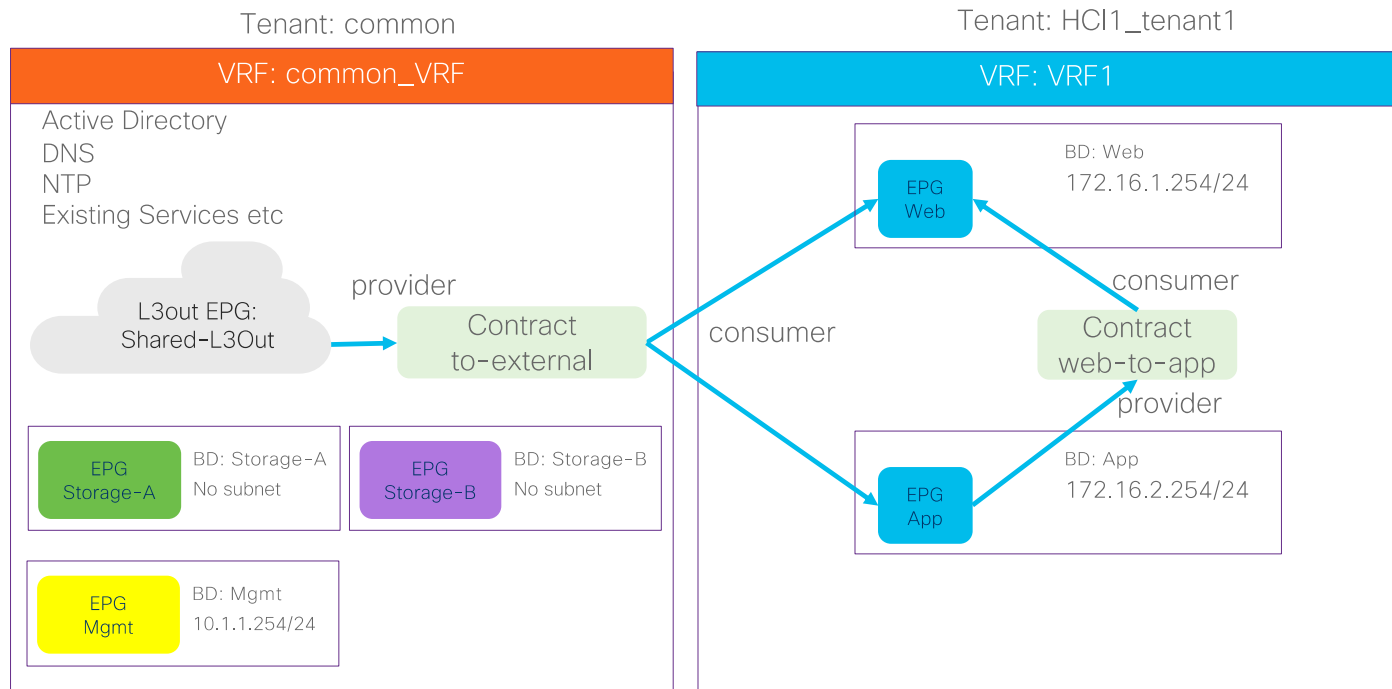 Tenant: common
VRF: common_VRF
Active Directory
DNS
NTP
Existing Services etc
L3out EPG:
Shared-L3Out
provider
Contract
to-external
consumer
EPG
Storage-A
BD: Storage-A
No subnet
EPG
Storage-B
BD: Storage-B
No subnet
EPG
Mgmt
BD: Mgmt
10.1.1.254/24
Tenant: HCI1_tenant1
VRF: VRF1
EPG
Web
BD: Web
172.16.1.254/24
consumer
Contract
web-to-app
provider
EPG
App
BD: App
172.16.2.254/24